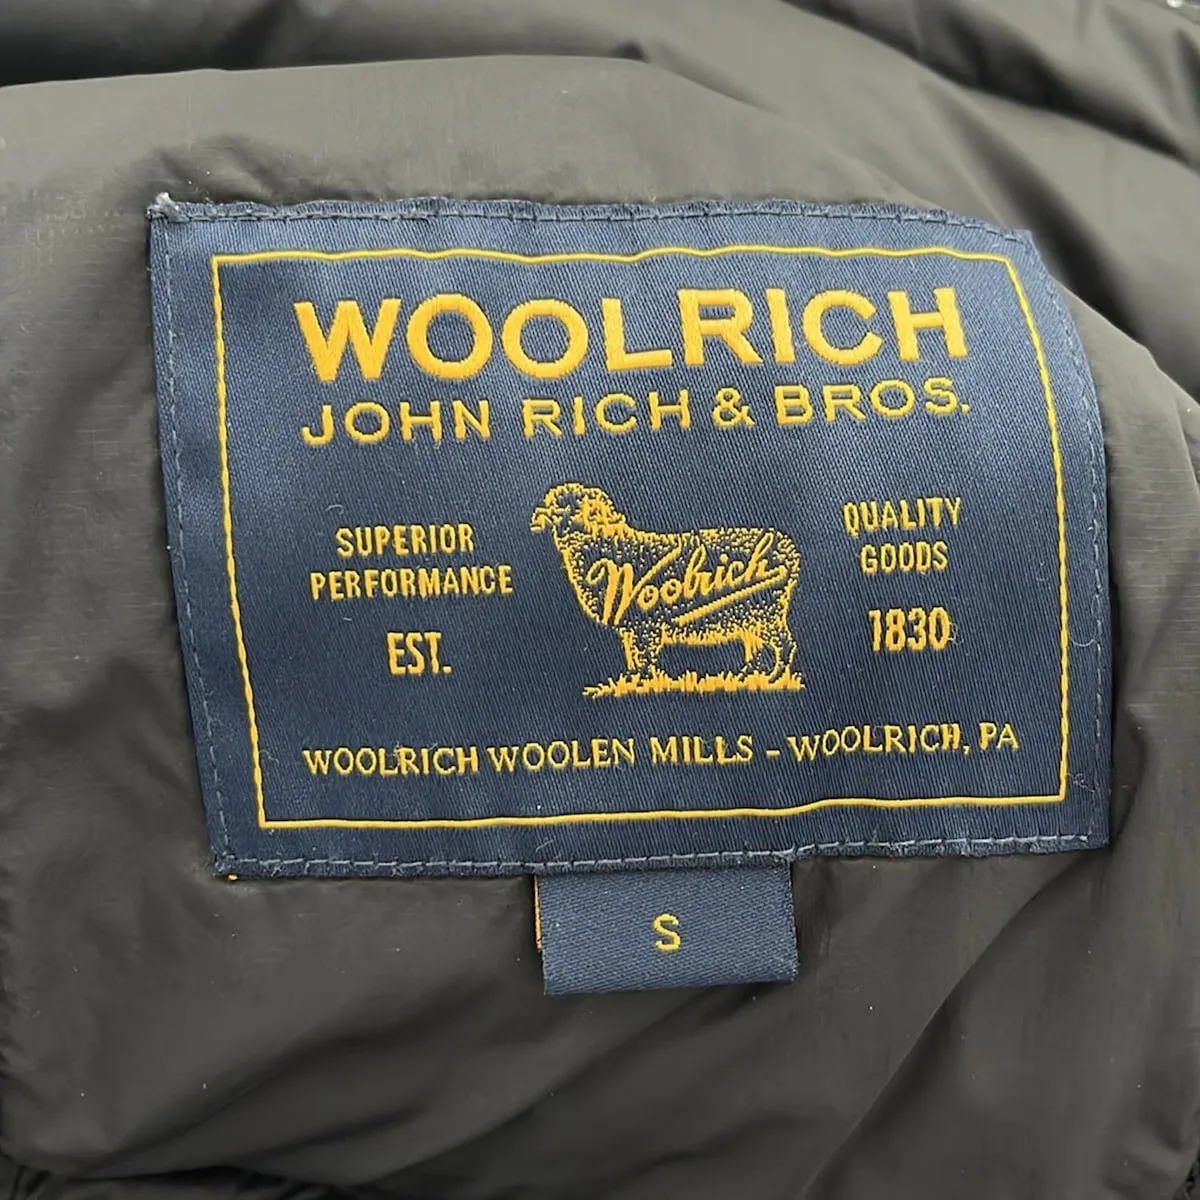 WOOLRICH
JOHN RICH & BROS.
SUPERIOR
PERFORMANCE
EST.
Woolrich
QUALITY
GOODS
1830
WOOLRICH WOOLEN MILLS - WOOLRICH, PA
S